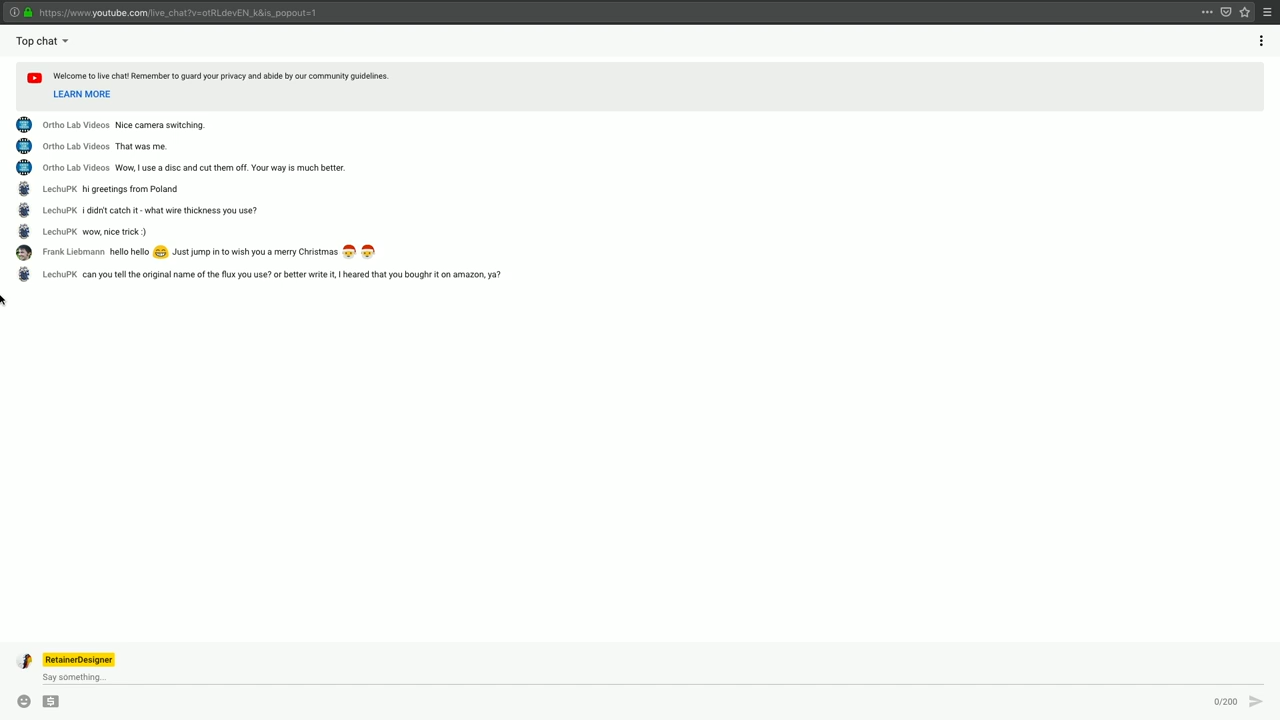 https://www.youtube.com/live_chat?v=otRLdevEN_k&is_popout=1
Top chat
Welcome to live chat! Remember to guard your privacy and abide by our community guidelines.
LEARN MORE
Ortho Lab Videos Nice camera switching.
Ortho Lab Videos That was me.
Ortho Lab Videos Wow, I use a disc and cut them off. Your way is much better.
LechuPK hi greetings from Poland
LechuPK i didn't catch it - what wire thickness you use?
LechuPK wow, nice trick :)
Frank Liebmann hello hello 😁 Just jump in to wish you a merry Christmas 🎅 🎅
LechuPK can you tell the original name of the flux you use? or better write it, I heared that you boughr it on amazon, ya?
RetainerDesigner
Say something...
0/200